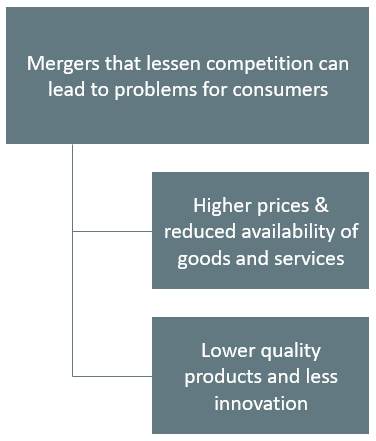 Mergers that lessen competition can
lead to problems for consumers
Higher prices &
reduced availability of
goods and services
Lower quality
products and less
innovation